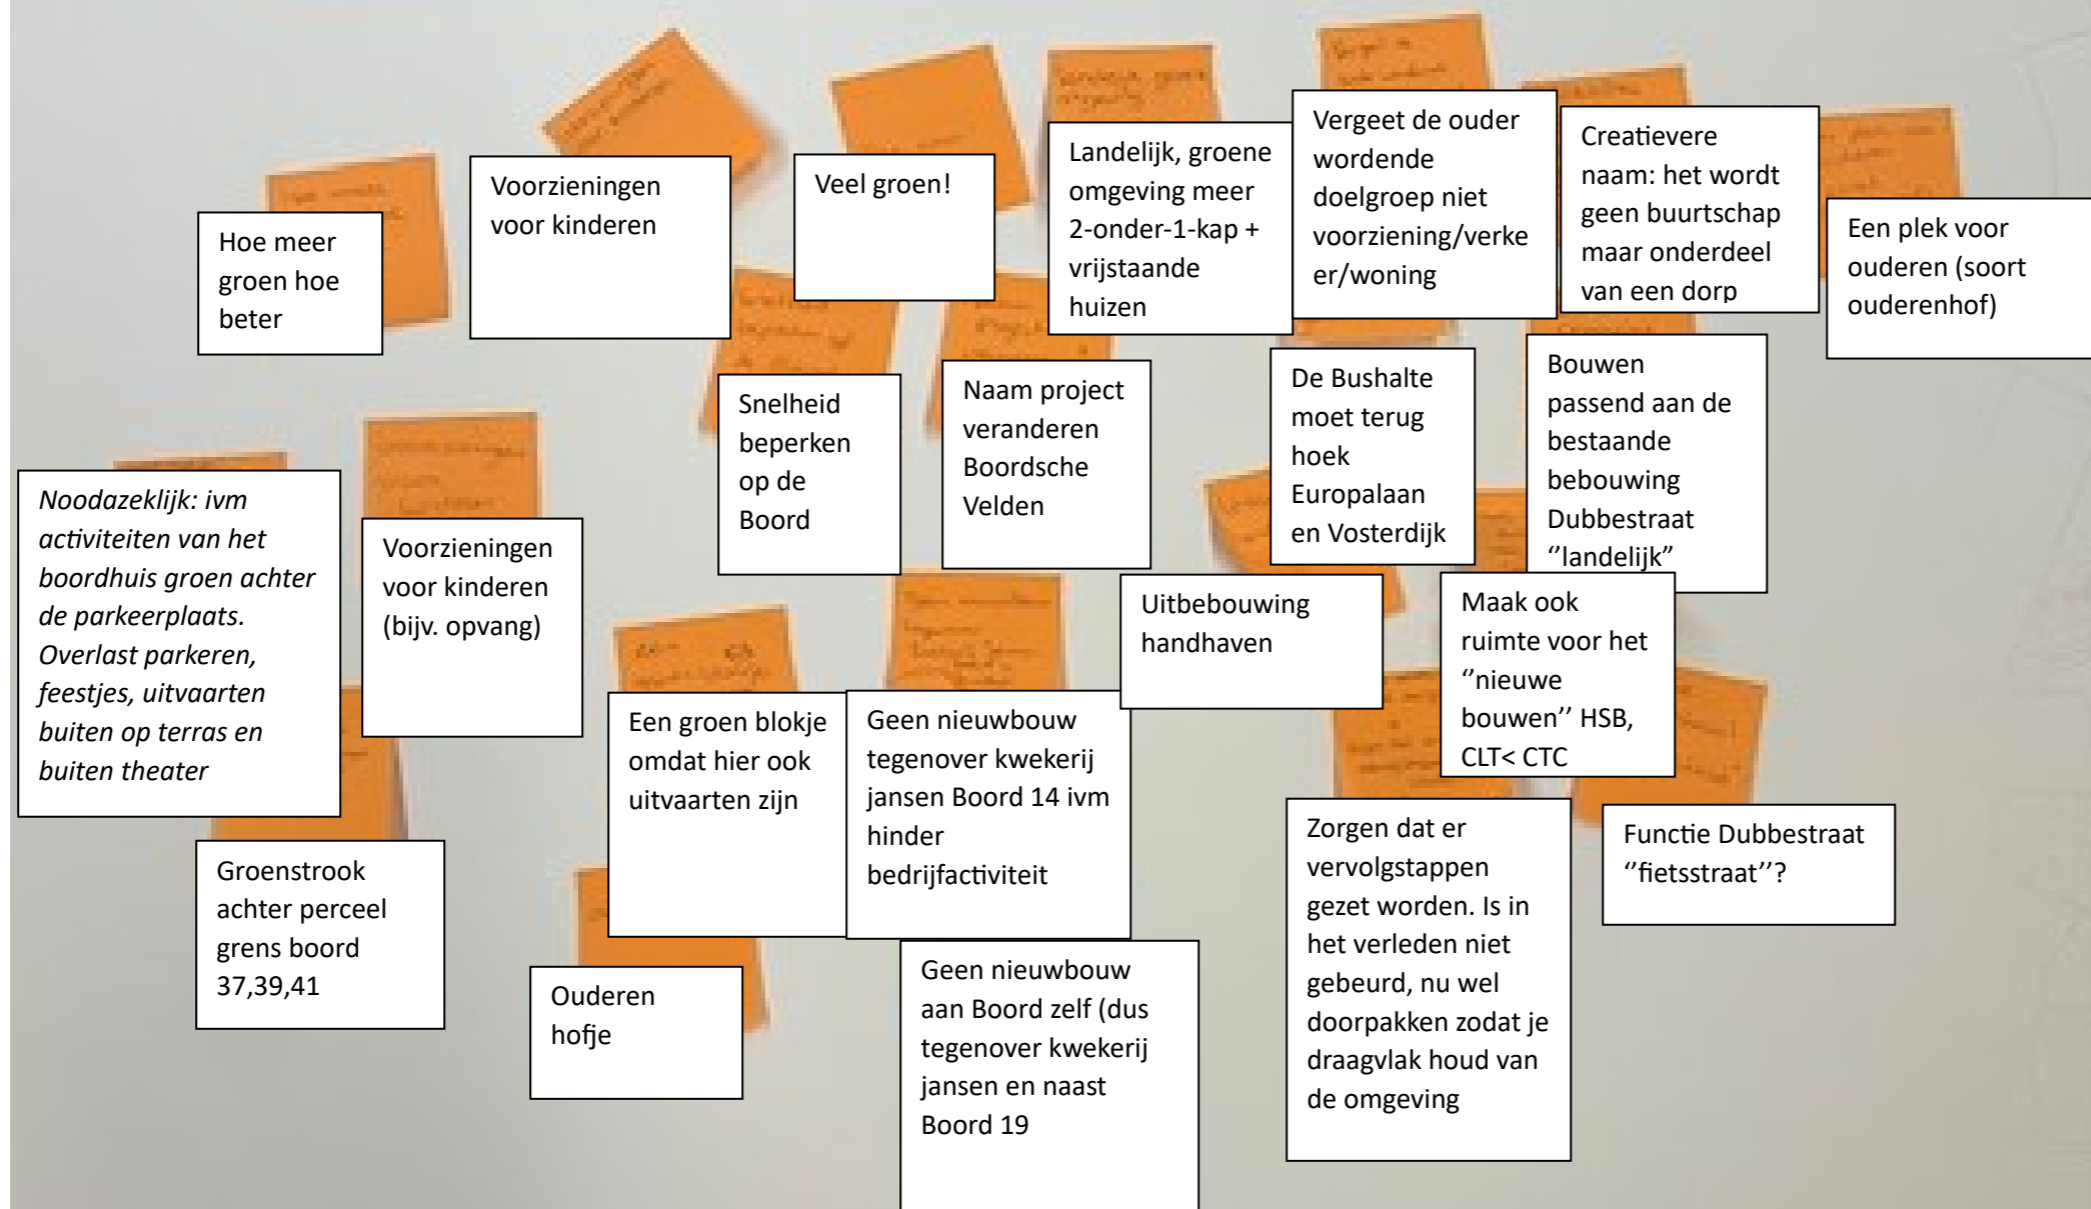 Hoe meer
groen hoe
beter
Voorzieningen
voor kinderen
Veel groen!
Landelijk, groene
omgeving meer
2-onder-1-kap +
vrijstaande
huizen
Vergeet de ouder
wordende
doelgroep niet
voorziening/verke
er/woning
Creatievere
naam: het wordt
geen buurtschap
maar onderdeel
van een dorp
Een plek voor
ouderen (soort
ouderenhof)
Snelheid
beperken
op de
Boord
Naam project
veranderen
Boordsche
Velden
De Bushalte
moet terug
hoek
Europalaan
en Vosterdijk
Bouwen
passend aan de
bestaande
bebouwing
Dubbestraat
‘’landelijk”
Noodazeklijk: ivm
activiteiten van het
boordhuis groen achter
de parkeerplaats.
Overlast parkeren,
feestjes, uitvaarten
buiten op terras en
buiten theater
Voorzieningen
voor kinderen
(bijv. opvang)
Uitbebouwing
handhaven
Maak ook
ruimte voor het
‘’nieuwe
bouwen’’ HSB,
CLT< CTC
Een groen blokje
omdat hier ook
uitvaarten zijn
Geen nieuwbouw
tegenover kwekerij
jansen Boord 14 ivm
hinder
bedrijfactiviteit
Groenstrook
achter perceel
grens boord
37,39,41
Ouderen
hofje
Geen nieuwbouw
aan Boord zelf (dus
tegenover kwekerij
jansen en naast
Boord 19
Zorgen dat er
vervolgstappen
gezet worden. Is in
het verleden niet
gebeurd, nu wel
doorpakken zodat je
draagvlak houd van
de omgeving
Functie Dubbestraat
‘’fietsstraat’’?